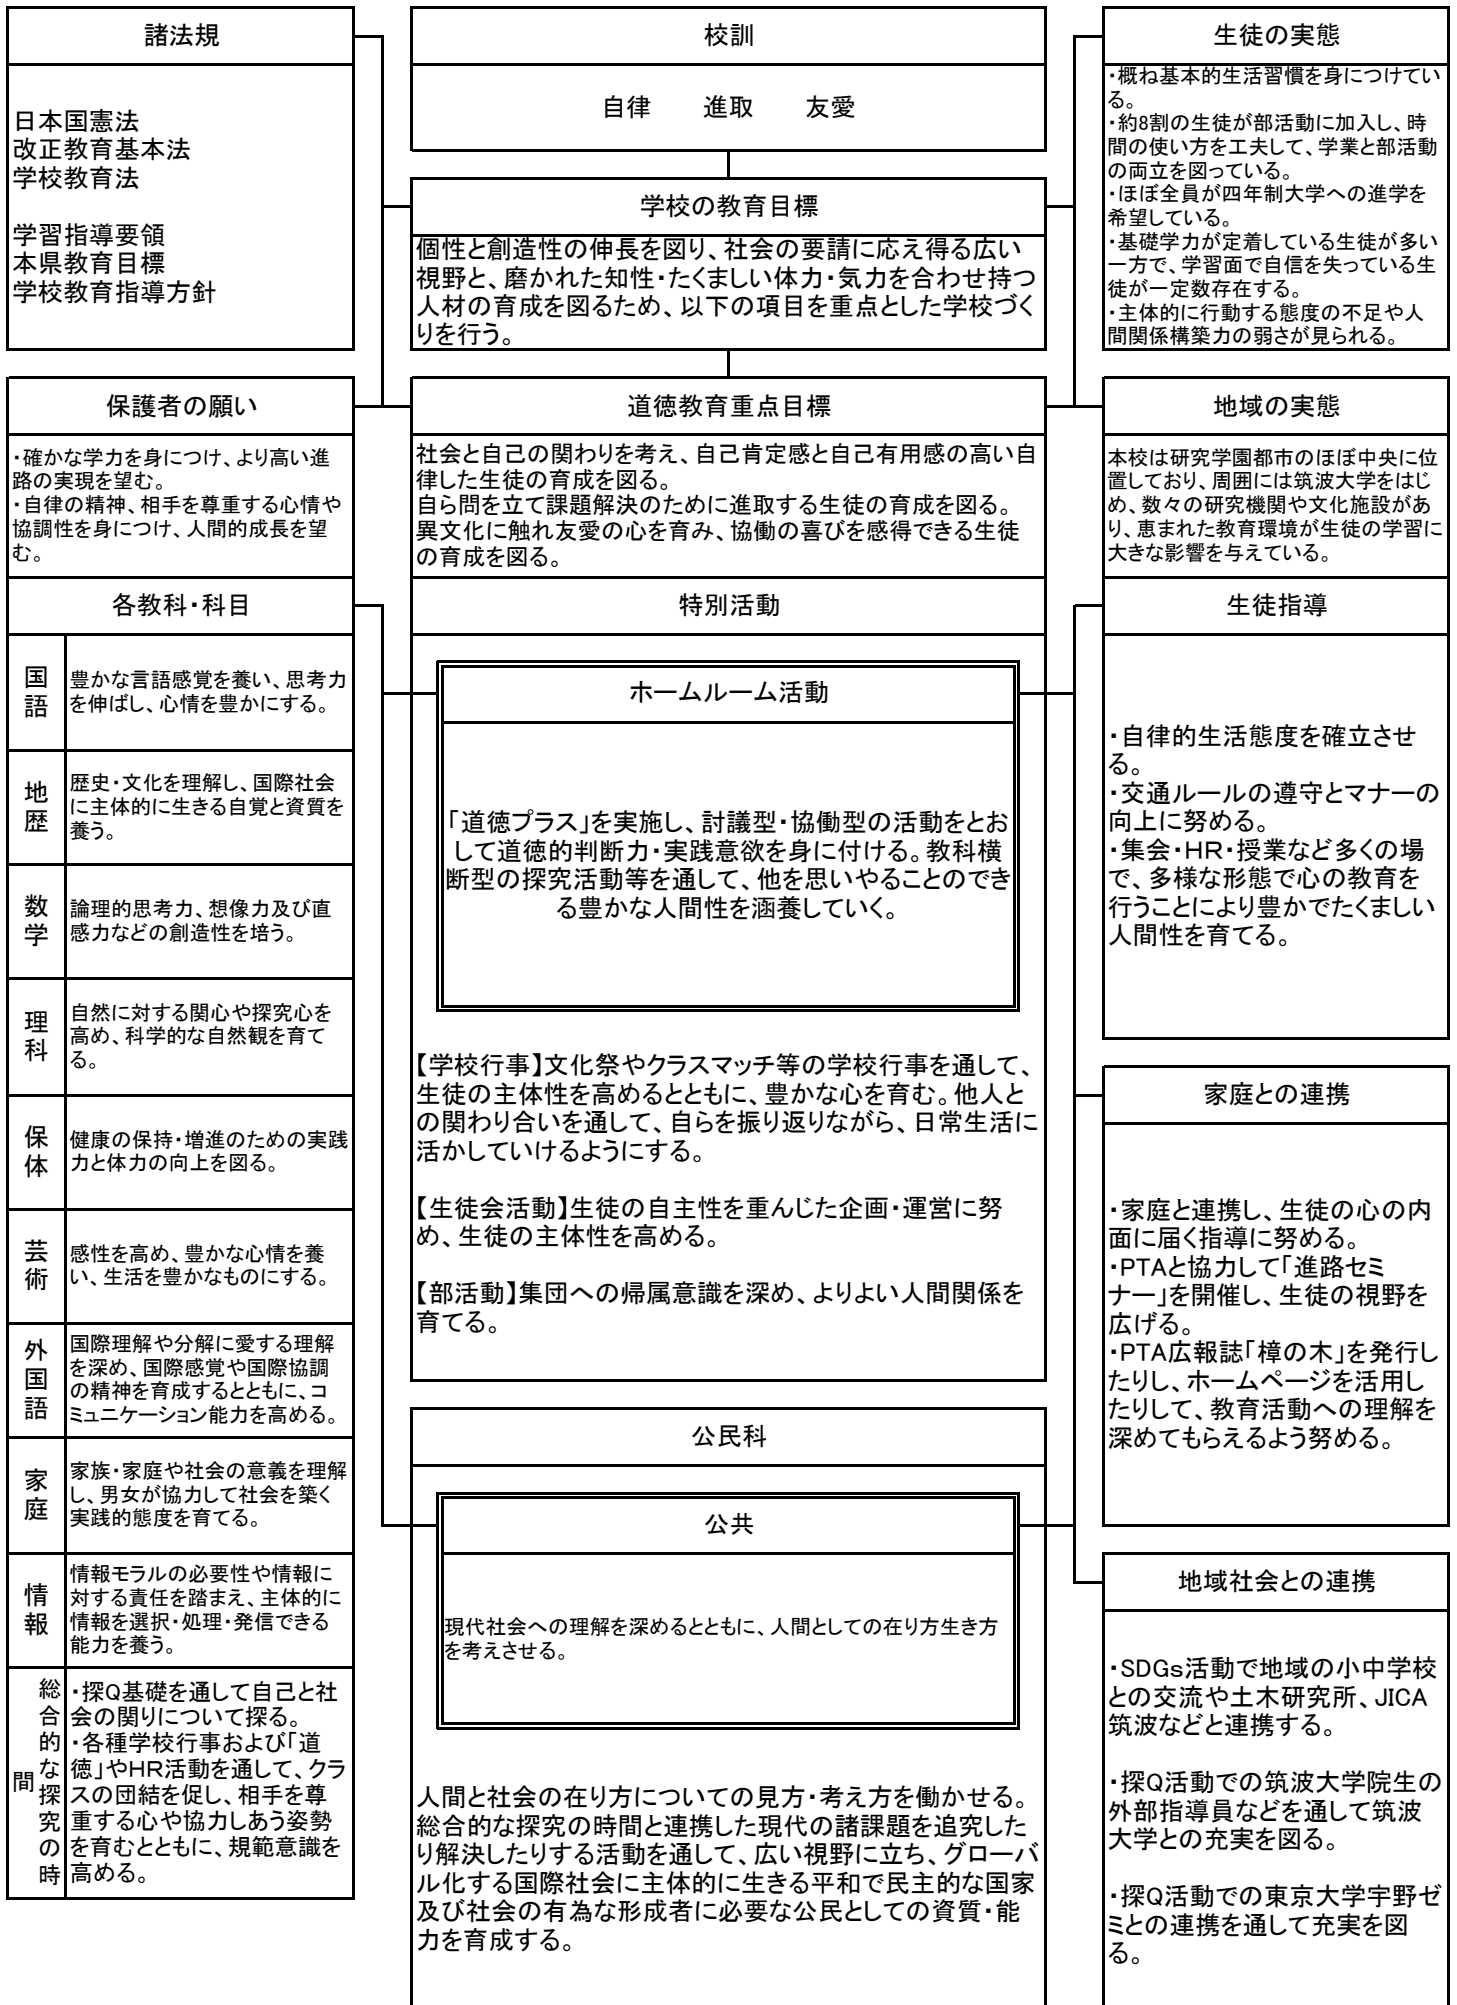 諸法規
日本国憲法
改正教育基本法
学校教育法
学習指導要領
本県教育目標
学校教育指導方針
校訓
自律　　進取　　友愛
学校の教育目標
個性と創造性の伸長を図り、社会の要請に応え得る広い
視野と、磨かれた知性・たくましい体力・気力を合わせ持つ
人材の育成を図るため、以下の項目を重点とした学校づく
りを行う。
生徒の実態
・概ね基本的生活習慣を身につけてい
る。
・約8割の生徒が部活動に加入し、時
間の使い方を工夫して、学業と部活動
の両立を図っている。
・ほぼ全員が四年制大学への進学を
希望している。
・基礎学力が定着している生徒が多い
一方で、学習面で自信を失っている生
徒が一定数存在する。
・主体的に行動する態度の不足や人
間関係構築力の弱さが見られる。
保護者の願い
・確かな学力を身につけ、より高い進
路の実現を望む。
・自律の精神、相手を尊重する心情や
協調性を身につけ、人間的成長を望
む。
道徳教育重点目標
社会と自己の関わりを考え、自己肯定感と自己有用感の高い自
律した生徒の育成を図る。
自ら問を立て課題解決のために進取する生徒の育成を図る。
異文化に触れ友愛の心を育み、協働の喜びを感得できる生徒
の育成を図る。
地域の実態
本校は研究学園都市のほぼ中央に位
置しており、周囲には筑波大学をはじ
め、数々の研究機関や文化施設があ
り、恵まれた教育環境が生徒の学習に
大きな影響を与えている。
各教科・科目
国語
豊かな言語感覚を養い、思考力
を伸ばし、心情を豊かにする。
地歴
歴史・文化を理解し、国際社会
に主体的に生きる自覚と資質を
養う。
数学
論理的思考力、想像力及び直
感力などの創造性を培う。
理科
自然に対する関心や探究心を
高め、科学的な自然観を育て
る。
保体
健康の保持・増進のための実践
力と体力の向上を図る。
芸術
感性を高め、豊かな心情を養
い、生活を豊かなものにする。
外国語
国際理解や分解に愛する理解
を深め、国際感覚や国際協調
の精神を育成するとともに、コ
ミュニケーション能力を高める。
家庭
家族・家庭や社会の意義を理解
し、男女が協力して社会を築く
実践的態度を育てる。
情報
情報モラルの必要性や情報に
対する責任を踏まえ、主体的に
情報を選択・処理・発信できる
能力を養う。
総合的な探究の時
間
・探Q基礎を通して自己と社
会の関りについて探る。
・各種学校行事および「道
徳」やHR活動を通して、クラ
スの団結を促し、相手を尊
重する心や協力しあう姿勢
を育むとともに、規範意識を
高める。
特別活動
ホームルーム活動
「道徳プラス」を実施し、討議型・協働型の活動をとお
して道徳的判断力・実践意欲を身に付ける。教科横
断型の探究活動等を通して、他を思いやることのでき
る豊かな人間性を涵養していく。
【学校行事】文化祭やクラスマッチ等の学校行事を通して、
生徒の主体性を高めるとともに、豊かな心を育む。他人と
の関わり合いを通して、自らを振り返りながら、日常生活に
活かしていけるようにする。
【生徒会活動】生徒の自主性を重んじた企画・運営に努
め、生徒の主体性を高める。
【部活動】集団への帰属意識を深め、よりよい人間関係を
育てる。
公民科
公共
現代社会への理解を深めるとともに、人間としての在り方生き方
を考えさせる。
人間と社会の在り方についての見方・考え方を働かせる。
総合的な探究の時間と連携した現代の諸課題を追究した
り解決したりする活動を通して、広い視野に立ち、グローバ
ル化する国際社会に主体的に生きる平和で民主的な国家
及び社会の有為な形成者に必要な公民としての資質・能
力を育成する。
生徒指導
・自律的生活態度を確立させ
る。
・交通ルールの遵守とマナーの
向上に努める。
・集会・HR・授業など多くの場
で、多様な形態で心の教育を
行うことにより豊かでたくましい
人間性を育てる。
家庭との連携
・家庭と連携し、生徒の心の内
面に届く指導に努める。
・PTAと協力して「進路セミ
ナー」を開催し、生徒の視野を
広げる。
・PTA広報誌「樟の木」を発行し
たりし、ホームページを活用し
たりして、教育活動への理解を
深めてもらえるよう努める。
地域社会との連携
・SDGs活動で地域の小中学校
との交流や土木研究所、JICA
筑波などと連携する。
・探Q活動での筑波大学院生の
外部指導員などを通して筑波
大学との充実を図る。
・探Q活動での東京大学宇野ゼ
ミとの連携を通して充実を図
る。